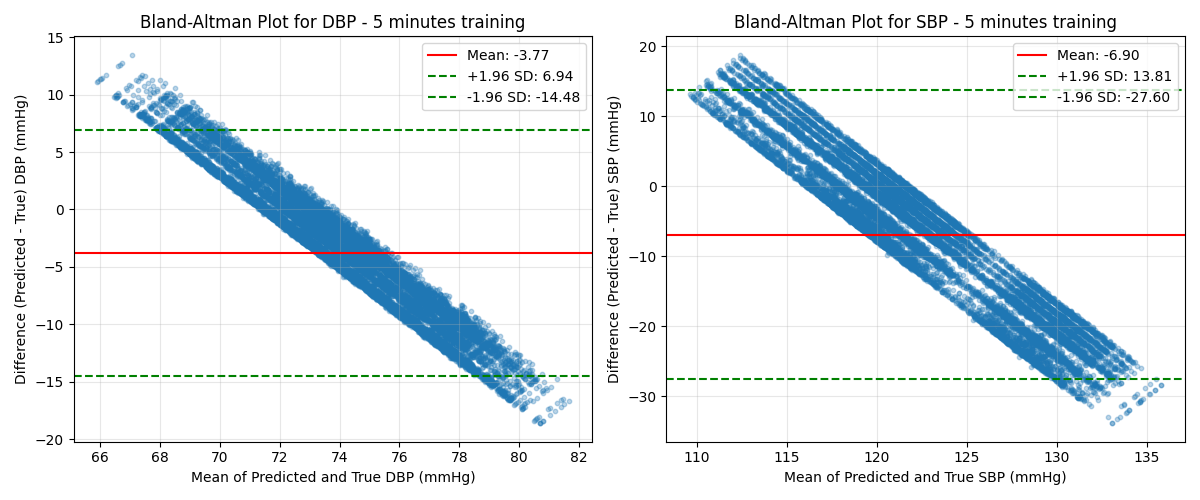 Bland-Altman Plot for DBP - 5 minutes training
15
10
5
0
−5
−10
−15
−20
Difference (Predicted - True) DBP (mmHg)
Mean: -3.77
+1.96 SD: 6.94
-1.96 SD: -14.48
66 68 70 72 74 76 78 80 82
Mean of Predicted and True DBP (mmHg)
Bland-Altman Plot for SBP - 5 minutes training
20
10
0
−10
−20
−30
Difference (Predicted - True) SBP (mmHg)
Mean: -6.90
+1.96 SD: 13.81
-1.96 SD: -27.60
110 115 120 125 130 135
Mean of Predicted and True SBP (mmHg)